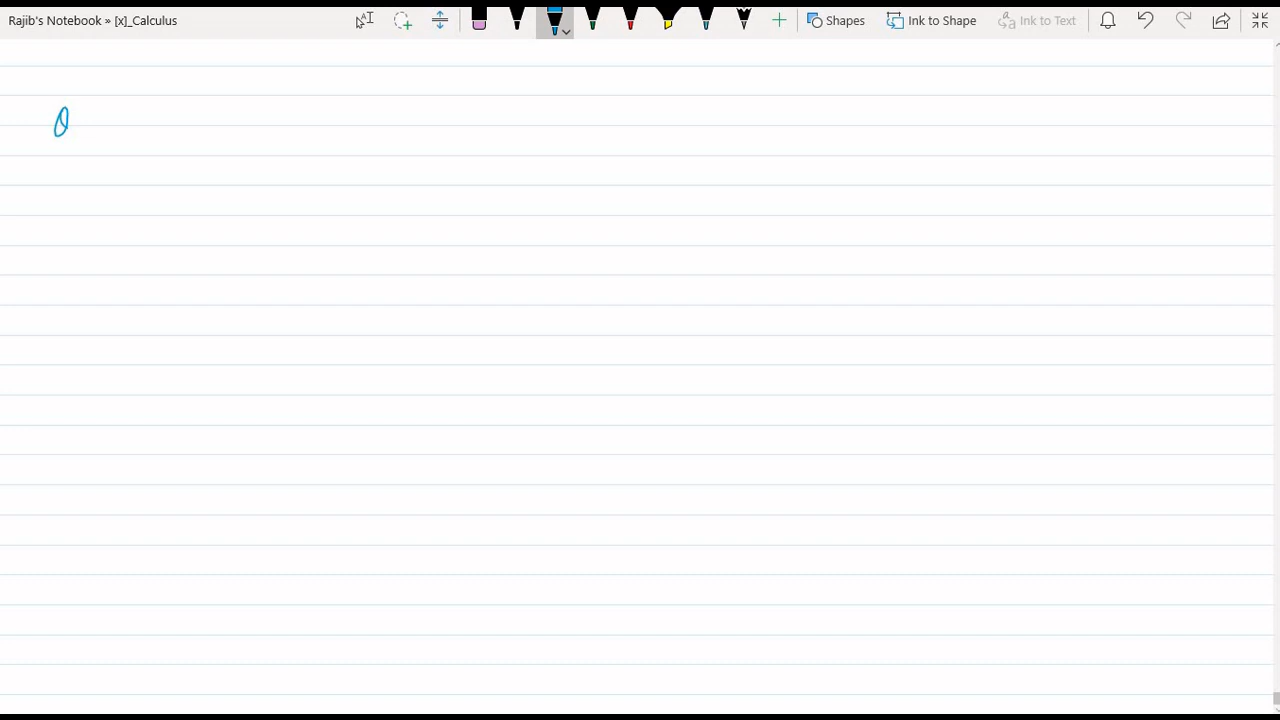 Rajib's Notebook » [x]_Calculus Shapes Ink to Shape Ink to Text